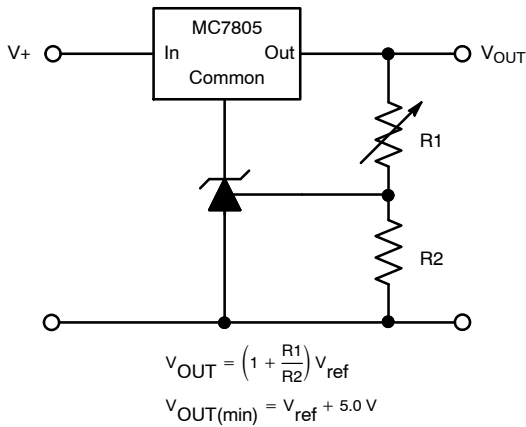 MC7805
V+ In Out VOUT
Common
R1
R2
VOUT = (1 + R1/R2) Vref
VOUT(min) = Vref + 5.0 V